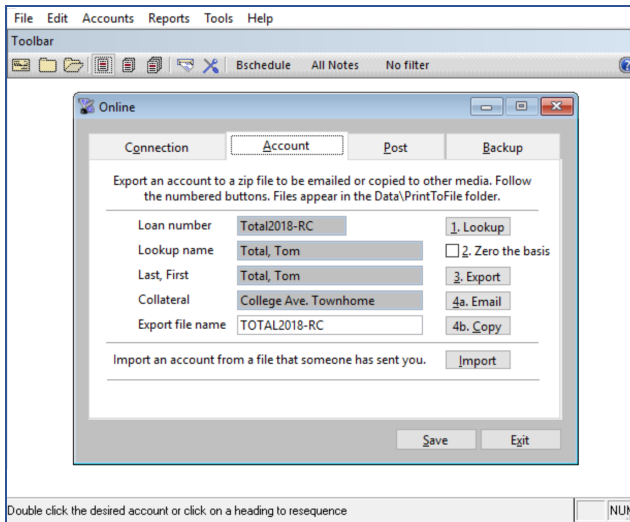 File Edit Accounts Reports Tools Help
Toolbar
Bschedule All Notes No filter
Online
Connection Account Post Backup
Export an account to a zip file to be emailed or copied to other media. Follow
the numbered buttons. Files appear in the Data\PrintToFile folder.
Loan number Total2018-RC 1. Lookup
Lookup name Total, Tom 2. Zero the basis
Last, First Total, Tom 3. Export
Collateral College Ave. Townhome 4a. Email
Export file name TOTAL2018-RC 4b. Copy
Import an account from a file that someone has sent you. Import
Save Exit
Double click the desired account or click on a heading to resequence